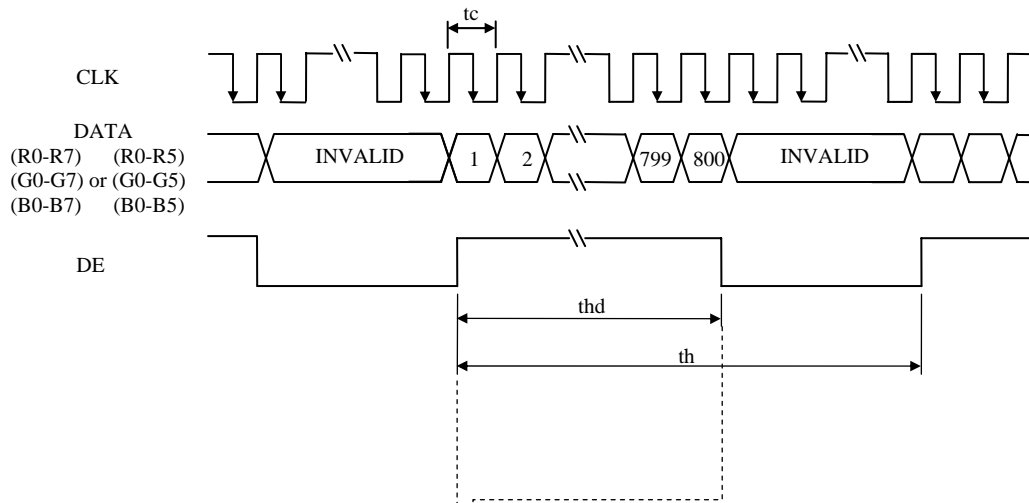 tc
CLK
DATA
(R0-R7) (R0-R5)
(G0-G7) or (G0-G5)
(B0-B7) (B0-B5)
INVALID 1 2 799 800 INVALID
DE
thd
th